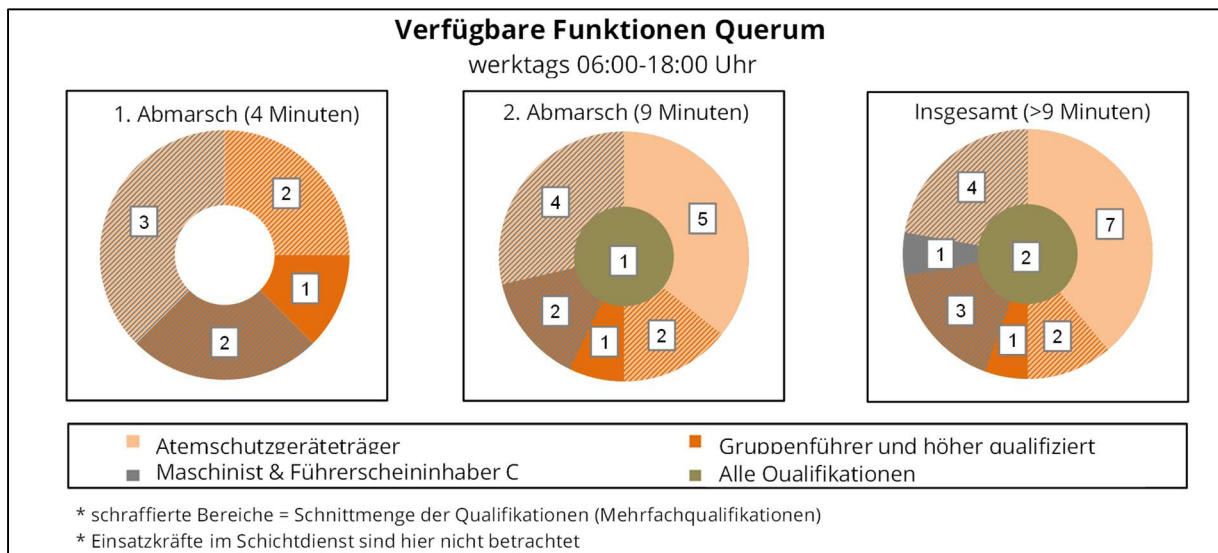 Verfügbare Funktionen Querum
werktags 06:00-18:00 Uhr
1. Abmarsch (4 Minuten)
2
1
2
3
2. Abmarsch (9 Minuten)
5
2
1
2
4
1
Insgesamt (>9 Minuten)
7
2
1
3
1
4
2
Atemschutzgeräteträger
Gruppenführer und höher qualifiziert
Maschinist & Führerscheininhaber C
Alle Qualifikationen
* schraffierte Bereiche = Schnittmenge der Qualifikationen (Mehrfachqualifikationen)
* Einsatzkräfte im Schichtdienst sind hier nicht betrachtet